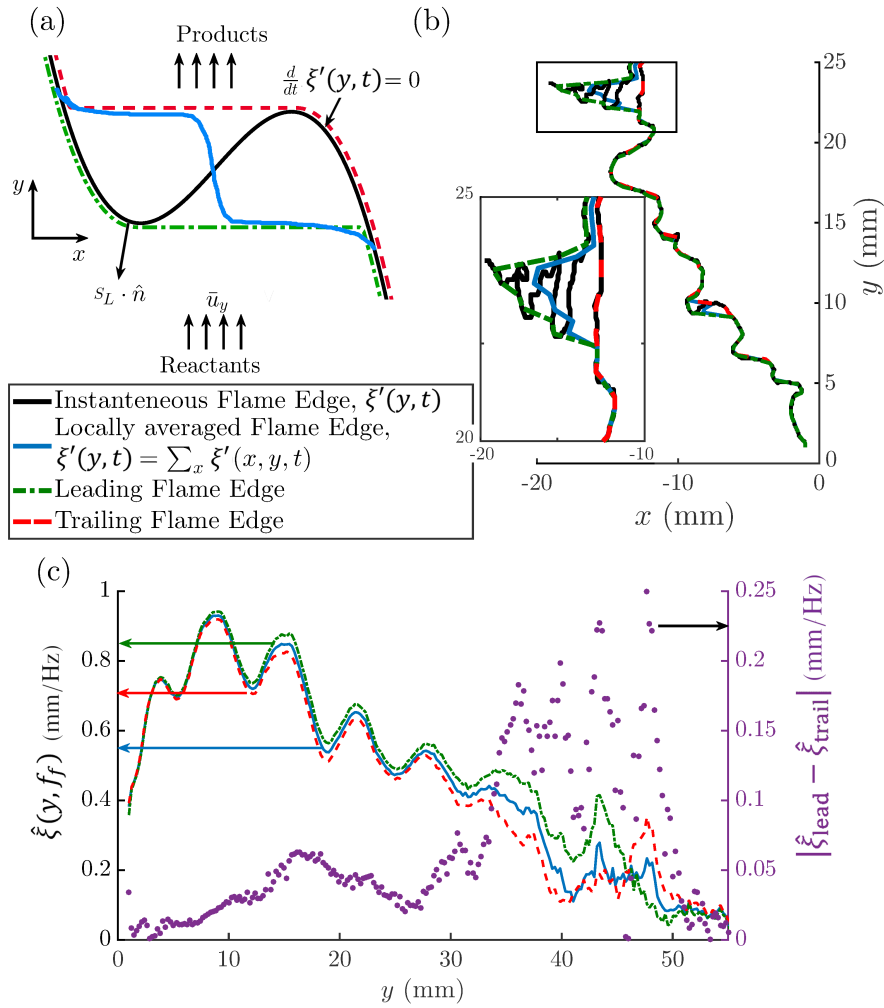 (a)
Products
d/dt ξ′(y, t) = 0
y
x
s_L · n̂
ū_y
Reactants
Instanteneous Flame Edge, ξ′(y, t)
Locally averaged Flame Edge,
ξ′(y, t) = ∑_x ξ′(x, y, t)
Leading Flame Edge
Trailing Flame Edge
(b)
25
20
15
10
5
0
y (mm)
25
20
-20
-10
-20
-10
0
x (mm)
(c)
1
0.8
0.6
0.4
0.2
0
ξ̂(y, f_f) (mm/Hz)
0.25
0.2
0.15
0.1
0.05
0
|ξ̂_lead − ξ̂_trail| (mm/Hz)
0
10
20
30
40
50
y (mm)